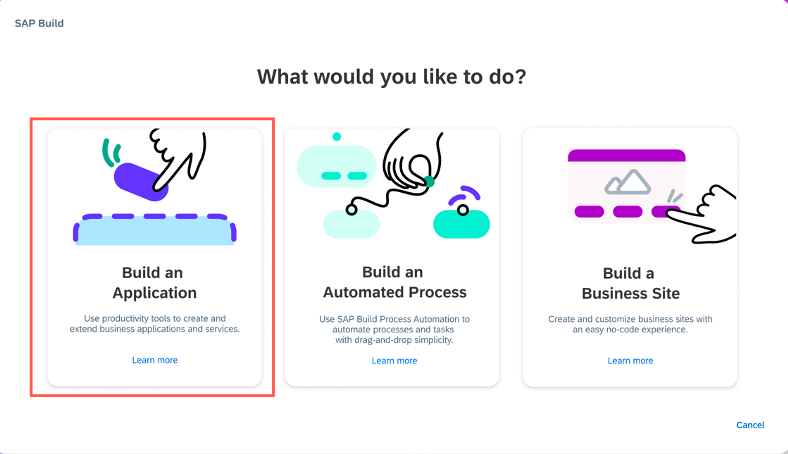 SAP Build
What would you like to do?
Build an
Application
Use productivity tools to create and
extend business applications and services.
Learn more
Build an
Automated Process
Use SAP Build Process Automation to
automate processes and tasks
with drag-and-drop simplicity.
Learn more
Build a
Business Site
Create and customize business sites with
an easy no-code experience.
Learn more
Cancel